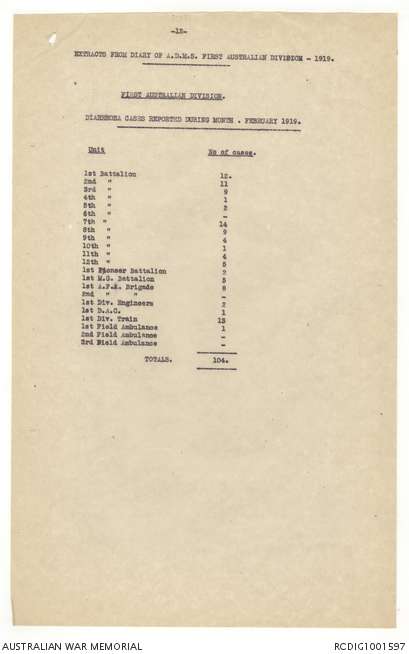 -12-
EXTRACTS FROM DIARY OF A.D.M.S. FIRST AUSTRALIAN DIVISION - 1919.
FIRST AUSTRALIAN DIVISION.
DIARRHOEA CASES REPORTED DURING MONTH . FEBRUARY 1919.
Unit No of cases.
1st Battalion 12.
2nd " 11
3rd " 9
4th " 1
5th " 2
6th " -
7th " 14
8th " 9
9th " 4
10th " 1
11th " 4
12th " 5
1st Pioneer Battalion 2
1st M.G. Battalion 5
1st A.F.A. Brigade 8
2nd " " -
1st Div. Engineers 2
1st D.A.C. 1
1st Div. Train 13
1st Field Ambulance 1
2nd Field Ambulance -
3rd Field Ambulance -
TOTALS. 104.
AUSTRALIAN WAR MEMORIAL RCDIG1001597